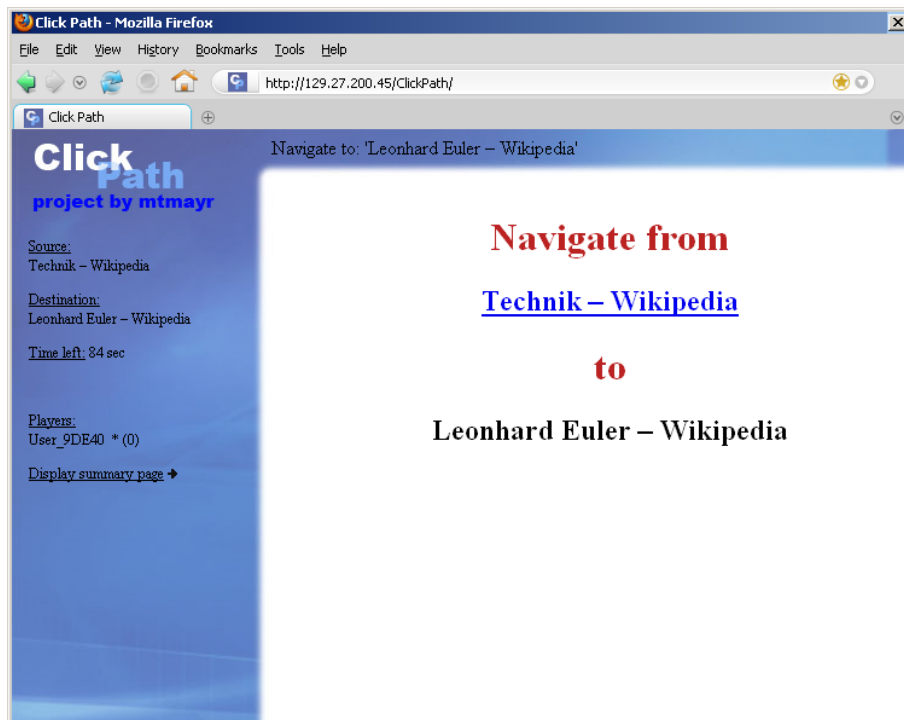 Click Path - Mozilla Firefox
File Edit View History Bookmarks Tools Help
http://129.27.200.45/ClickPath/
Click Path
Click
Path
project by mtmayr
Navigate to: 'Leonhard Euler – Wikipedia'
Source:
Technik – Wikipedia
Destination:
Leonhard Euler – Wikipedia
Time left: 84 sec
Players:
User_9DE40 * (0)
Display summary page
Navigate from
Technik – Wikipedia
to
Leonhard Euler – Wikipedia